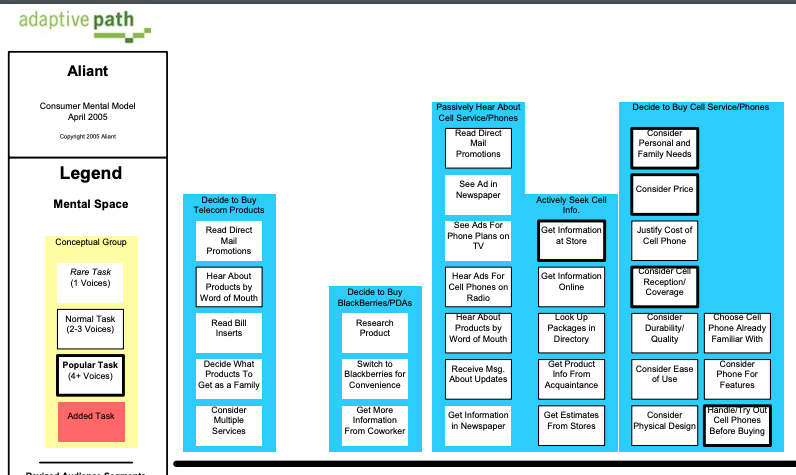 adaptive path
Aliant
Consumer Mental Model
April 2005
Copyright 2005 Aliant
Legend
Mental Space
Conceptual Group
Rare Task
(1 Voices)
Normal Task
(2-3 Voices)
Popular Task
(4+ Voices)
Added Task
Revised Audience Segments
Decide to Buy
Telecom Products
Read Direct
Mail
Promotions
Hear About
Products by
Word of Mouth
Read Bill
Inserts
Decide What
Products To
Get as a Family
Consider
Multiple
Services
Decide to Buy
BlackBerries/PDAs
Research
Product
Switch to
Blackberries for
Convenience
Get More
Information
From Coworker
Passively Hear About
Cell Service/Phones
Read Direct
Mail
Promotions
See Ad in
Newspaper
See Ads For
Phone Plans on
TV
Hear Ads For
Cell Phones on
Radio
Hear About
Products by
Word of Mouth
Receive Msg.
About Updates
Get Information
in Newspaper
Actively Seek Cell
Info.
Get Information
at Store
Get Information
Online
Look Up
Packages in
Directory
Get Product
Info From
Acquaintance
Get Estimates
From Stores
Decide to Buy Cell Service/Phones
Consider
Personal and
Family Needs
Consider Price
Justify Cost of
Cell Phone
Consider Cell
Reception/
Coverage
Consider
Durability/
Quality
Consider Ease
of Use
Consider
Physical Design
Choose Cell
Phone Already
Familiar With
Consider
Phone For
Features
Handle/Try Out
Cell Phones
Before Buying